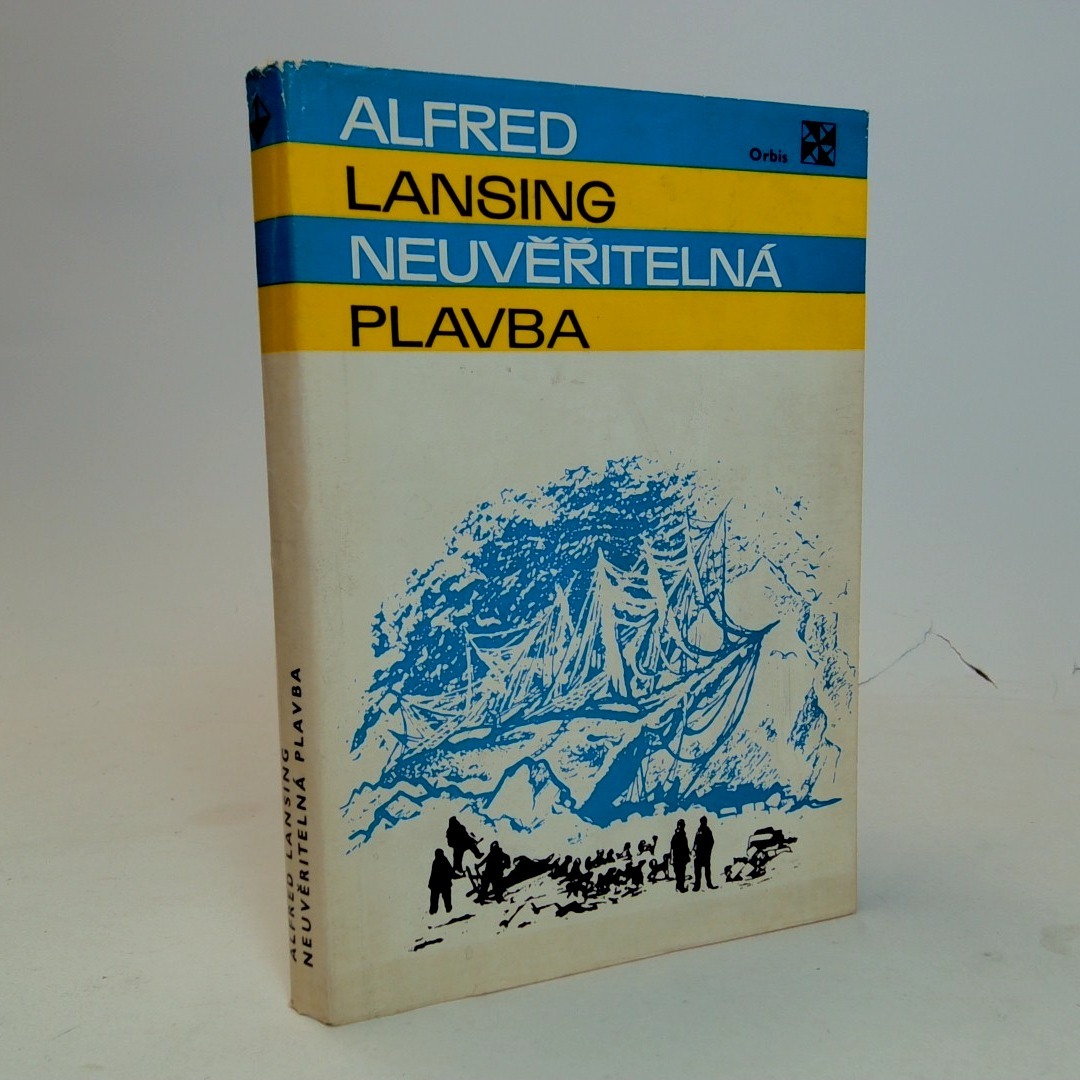 ALFRED
Orbis
LANSING
NEUVĚŘITELNÁ
PLAVBA
ALFRED LANSING
NEUVĚŘITELNÁ PLAVBA